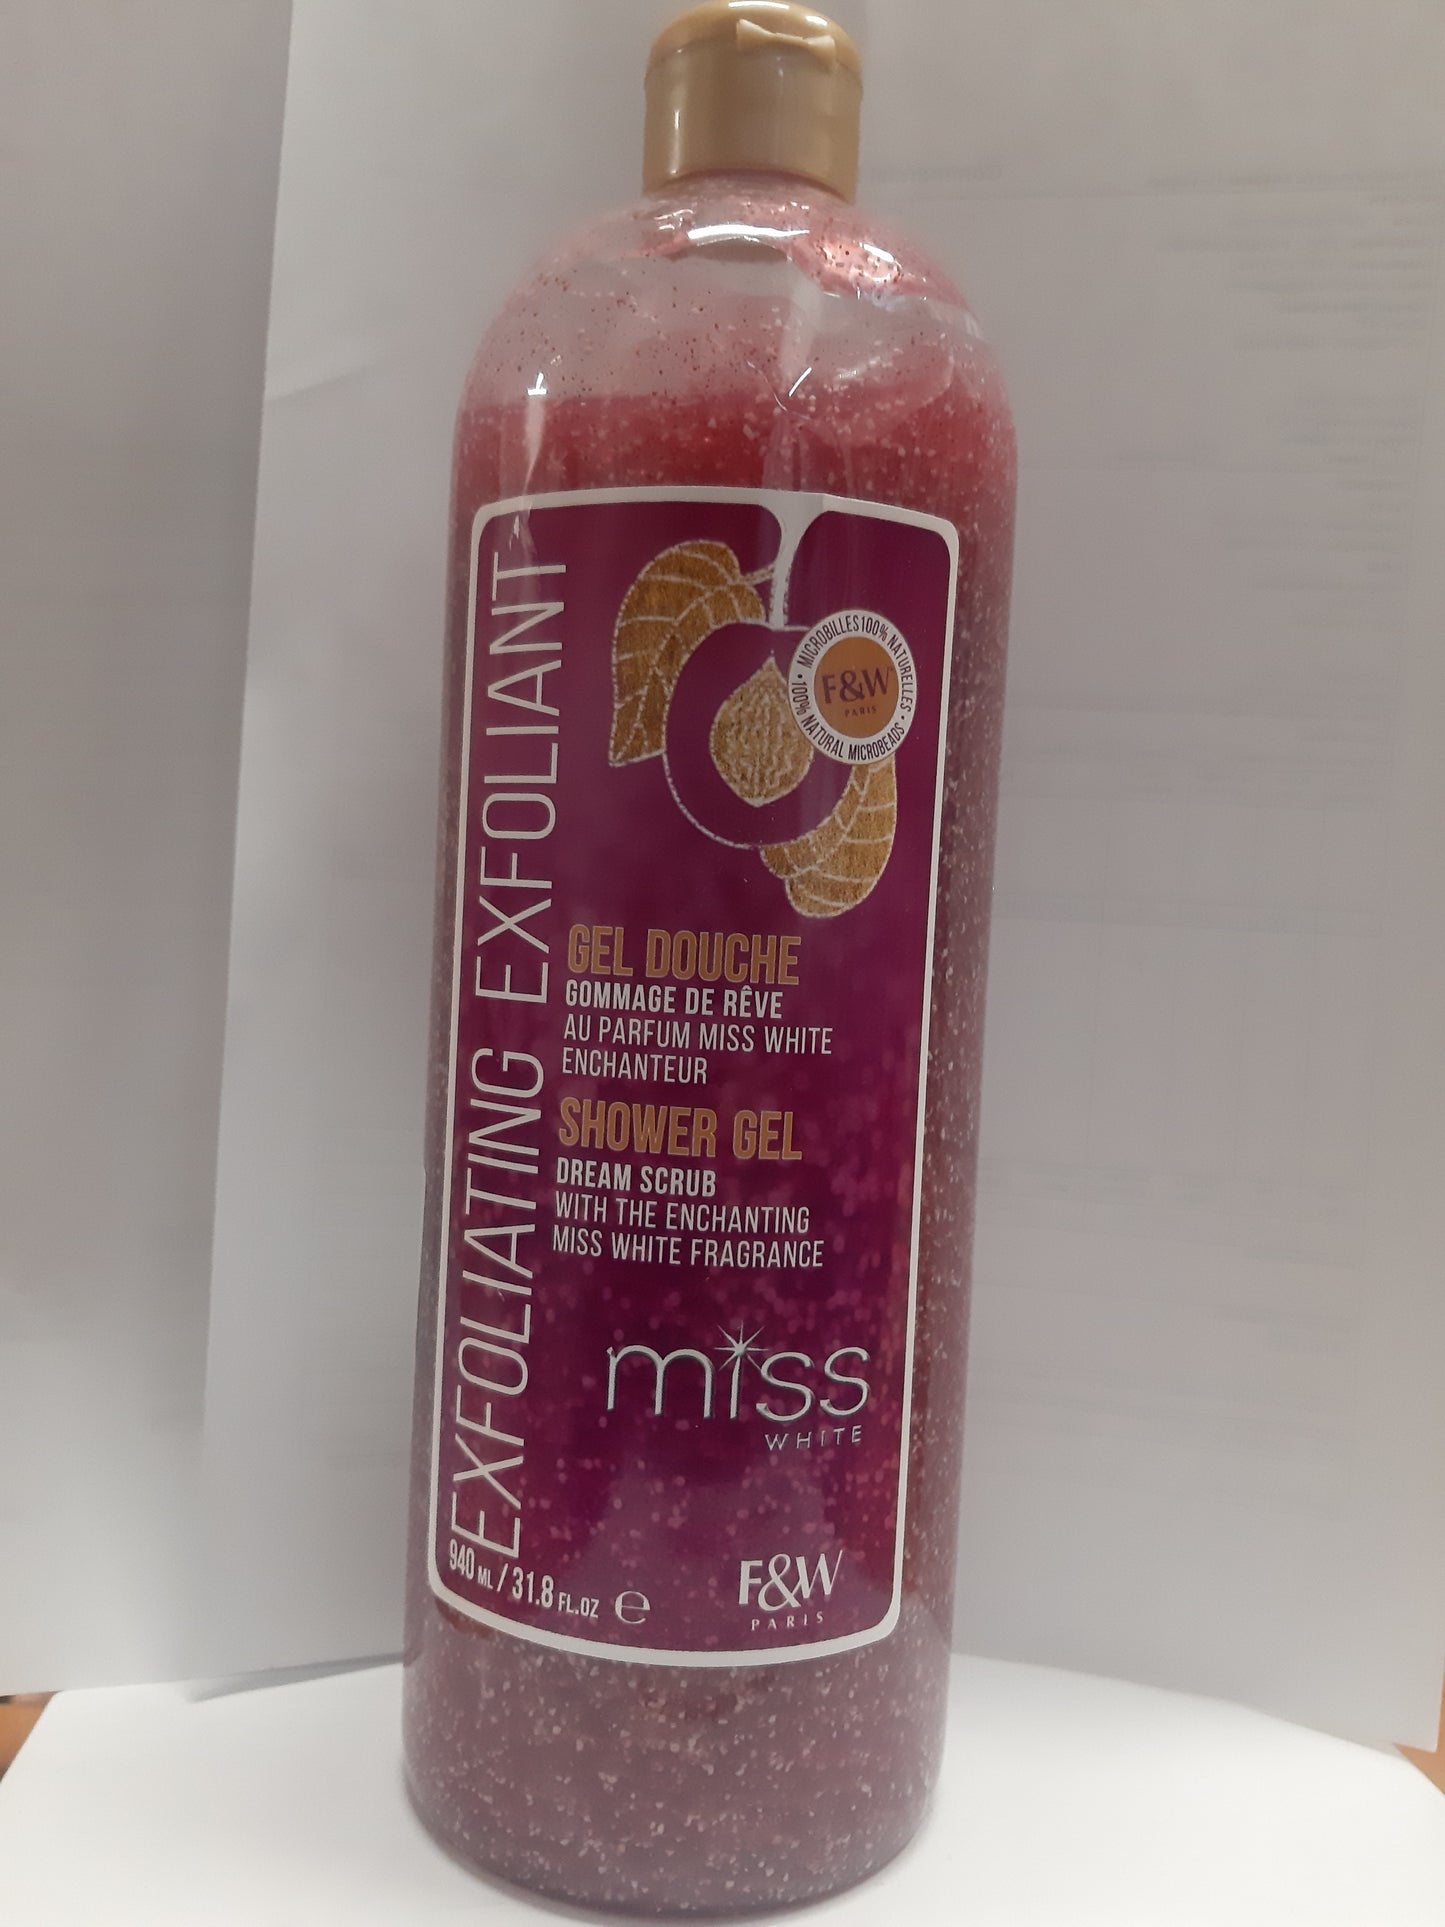 MICROBILLES 100% NATURELLES •
100% NATURAL MICROBEADS •
F&W
PARIS
EXFOLIATING EXFOLIANT
GEL DOUCHE
GOMMAGE DE RÊVE
AU PARFUM MISS WHITE
ENCHANTEUR
SHOWER GEL
DREAM SCRUB
WITH THE ENCHANTING
MISS WHITE FRAGRANCE
miss
WHITE
940 ML / 31.8 FL.OZ ℮
F&W
PARIS